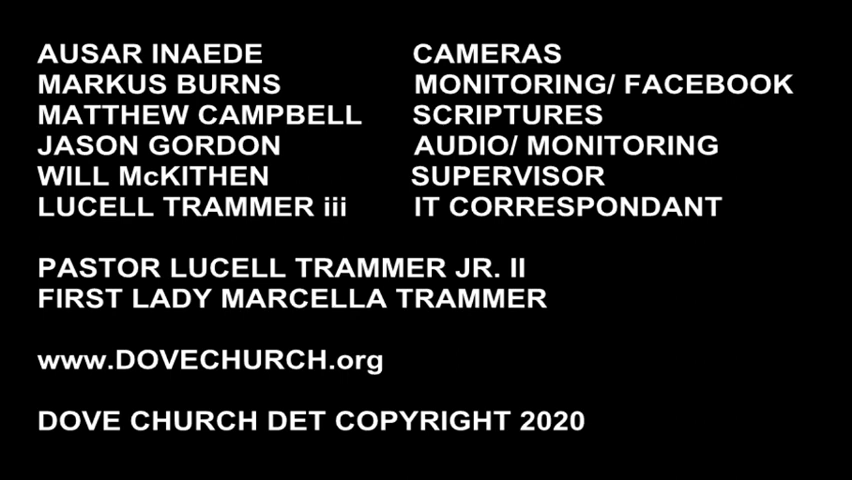 AUSAR INAEDE CAMERAS
MARKUS BURNS MONITORING/ FACEBOOK
MATTHEW CAMPBELL SCRIPTURES
JASON GORDON AUDIO/ MONITORING
WILL McKITHEN SUPERVISOR
LUCELL TRAMMER iii IT CORRESPONDANT
PASTOR LUCELL TRAMMER JR. II
FIRST LADY MARCELLA TRAMMER
www.DOVECHURCH.org
DOVE CHURCH DET COPYRIGHT 2020